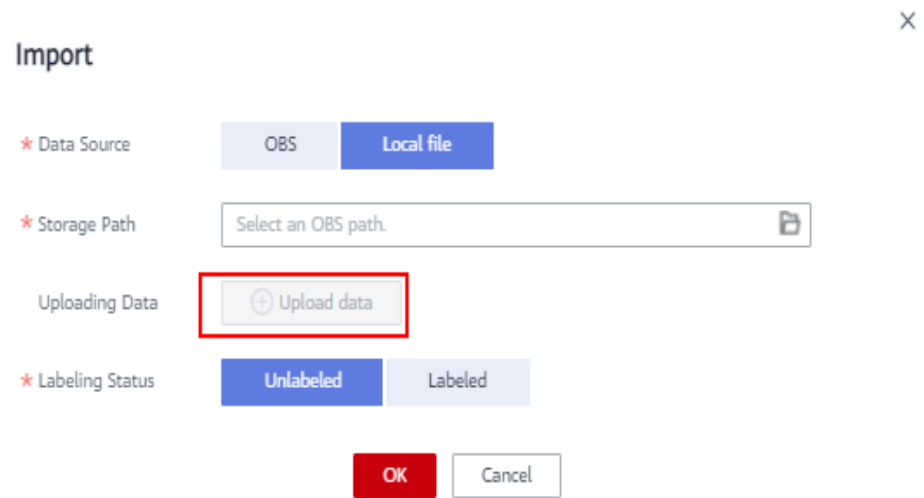 Import
* Data Source OBS Local file
* Storage Path Select an OBS path.
Uploading Data Upload data
* Labeling Status Unlabeled Labeled
OK Cancel